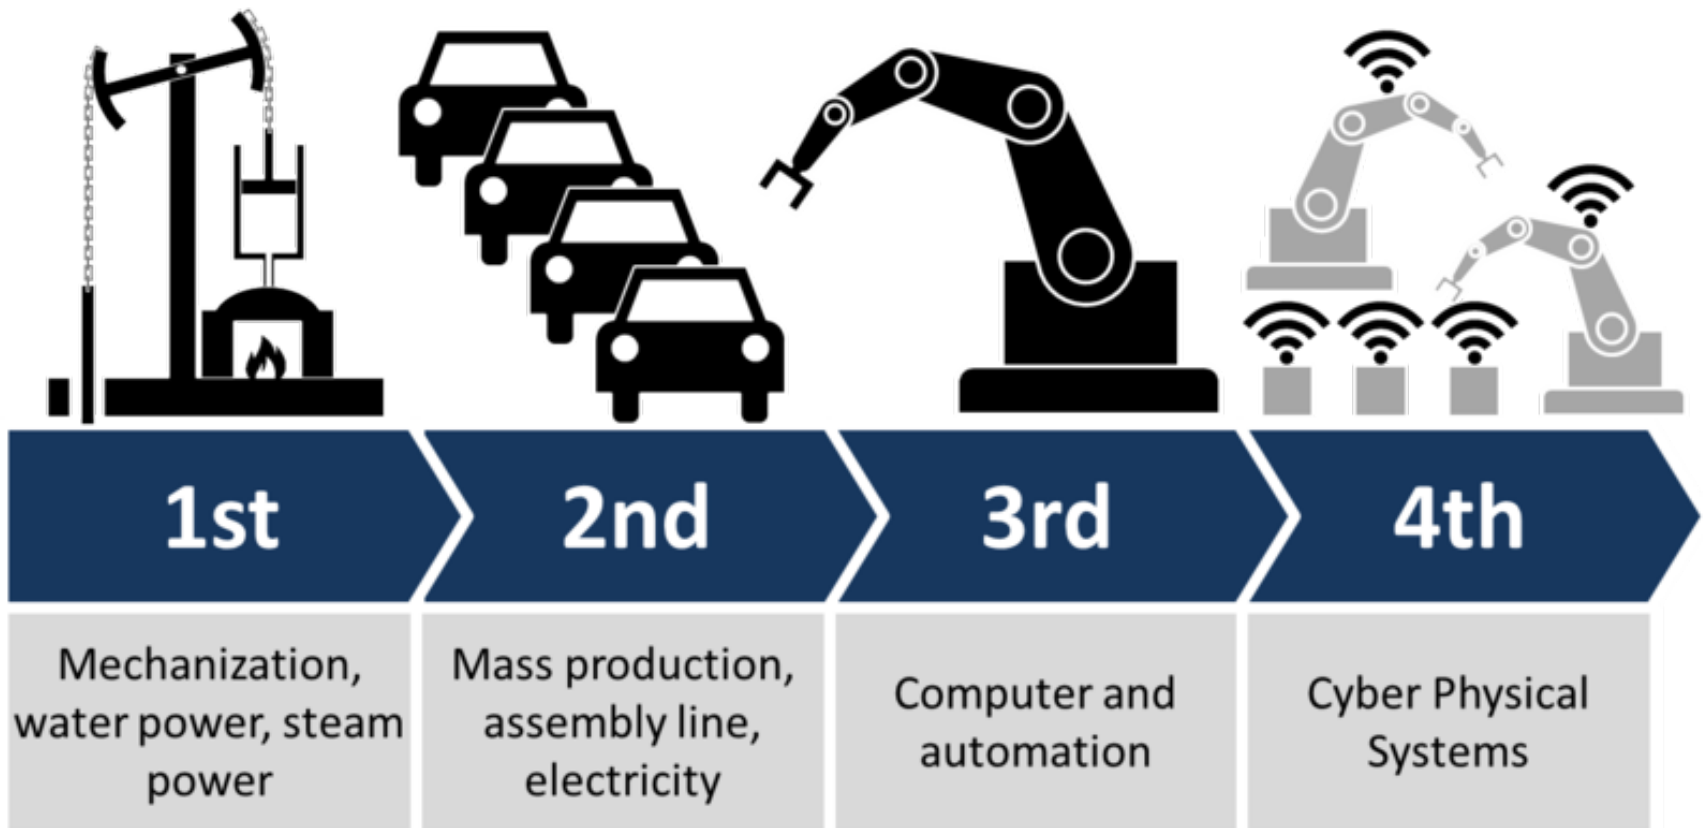 1st
2nd
3rd
4th
Mechanization,
water power, steam
power
Mass production,
assembly line,
electricity
Computer and
automation
Cyber Physical
Systems